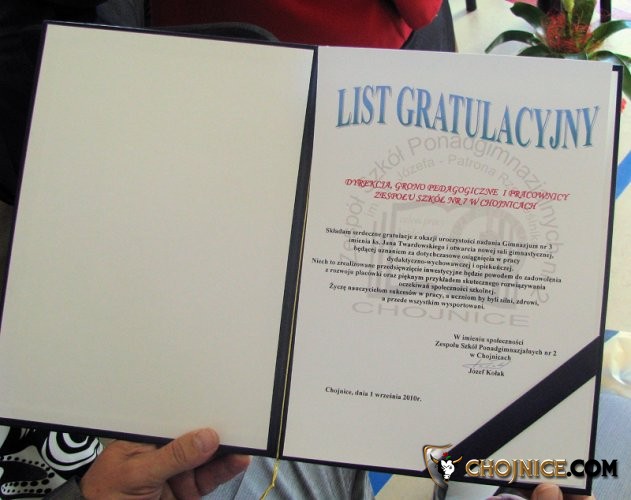 LIST GRATULACYJNY
DYREKCJA, GRONO PEDAGOGICZNE I PRACOWNICY
ZESPOŁU SZKÓŁ NR 7 W CHOJNICACH
Składam serdeczne gratulacje z okazji uroczystości nadania Gimnazjum nr 3
imienia ks. Jana Twardowskiego i otwarcia nowej sali gimnastycznej,
będącej uznaniem za dotychczasowe osiągnięcia w pracy
dydaktyczno-wychowawczej i opiekuńczej.
Niech to zrealizowane przedsięwzięcie inwestycyjne będzie powodem do zadowolenia
z rozwoju placówki oraz pięknym przykładem skutecznego rozwiązywania
oczekiwań społeczności szkolnej.
Życzę nauczycielom sukcesów w pracy, a uczniom by byli silni, zdrowi,
a przede wszystkim wysportowani.
CHOJNICE
W imieniu społeczności
Zespołu Szkół Ponadgimnazjalnych nr 2
w Chojnicach
Józef Kołak
Chojnice, dnia 1 września 2010r.
CHOJNICE.COM